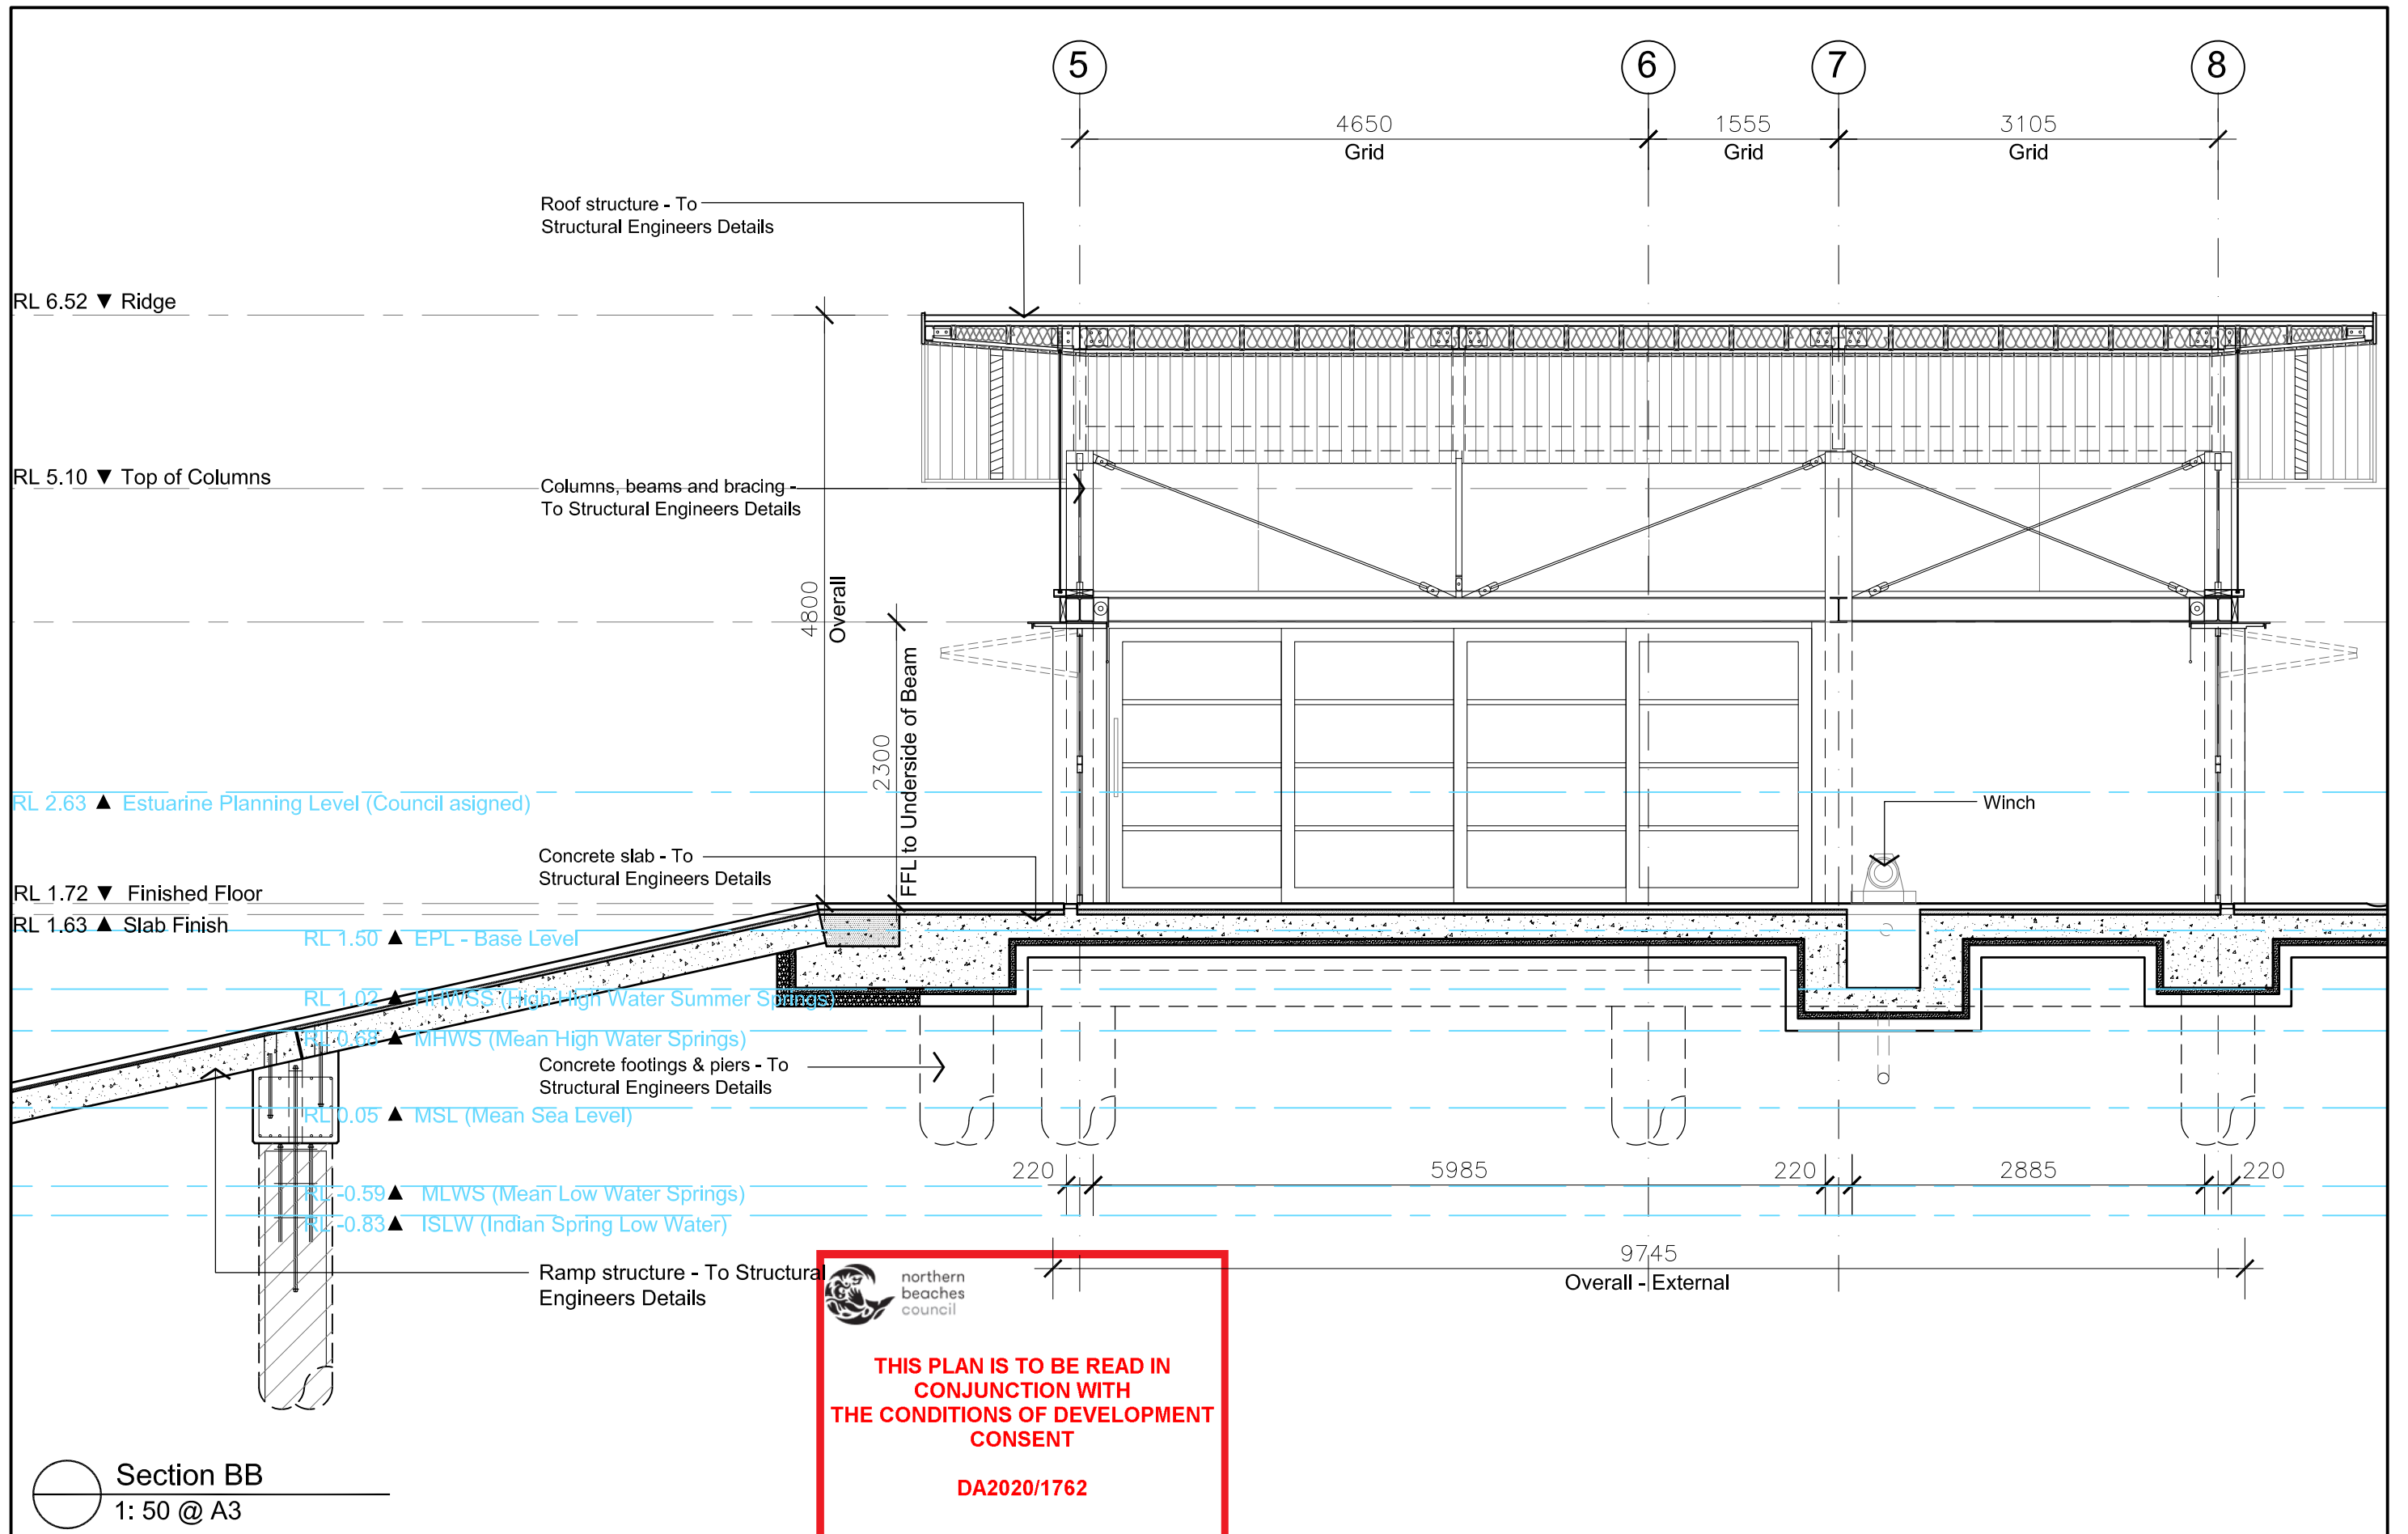 5
6
7
8
4650
Grid
1555
Grid
3105
Grid
Roof structure - To
Structural Engineers Details
RL 6.52 ▼ Ridge
RL 5.10 ▼ Top of Columns
Columns, beams and bracing -
To Structural Engineers Details
4800
Overall
2300
FFL to Underside of Beam
RL 2.63 ▲ Estuarine Planning Level (Council asigned)
Winch
Concrete slab - To
Structural Engineers Details
RL 1.72 ▼ Finished Floor
RL 1.63 ▲ Slab Finish
RL 1.50 ▲ EPL - Base Level
RL 1.02 ▲ HHWSS (High High Water Summer Springs)
RL 0.68 ▲ MHWS (Mean High Water Springs)
Concrete footings & piers - To
Structural Engineers Details
RL 0.05 ▲ MSL (Mean Sea Level)
220
5985
220
2885
220
RL -0.59 ▲ MLWS (Mean Low Water Springs)
RL -0.83 ▲ ISLW (Indian Spring Low Water)
9745
Overall - External
Ramp structure - To Structural
Engineers Details
northern
beaches
council
THIS PLAN IS TO BE READ IN
CONJUNCTION WITH
THE CONDITIONS OF DEVELOPMENT
CONSENT
DA2020/1762
Section BB
1: 50 @ A3